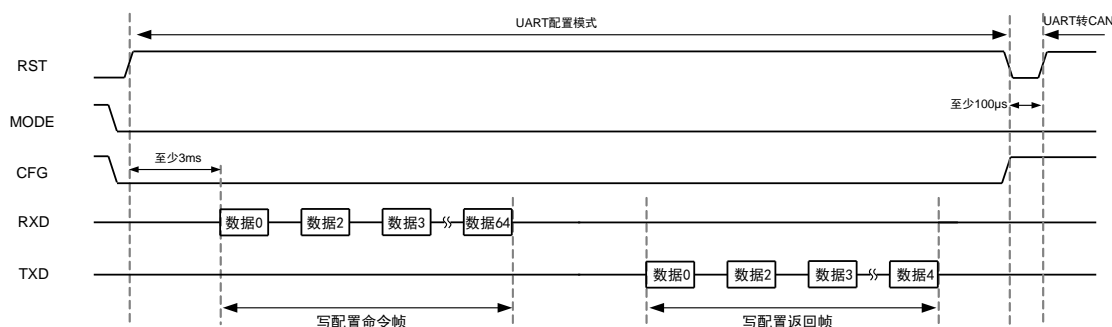 UART配置模式
UART转CAN
RST
至少100μs
MODE
至少3ms
CFG
RXD
数据0
数据2
数据3
数据64
TXD
数据0
数据2
数据3
数据4
写配置命令帧
写配置返回帧